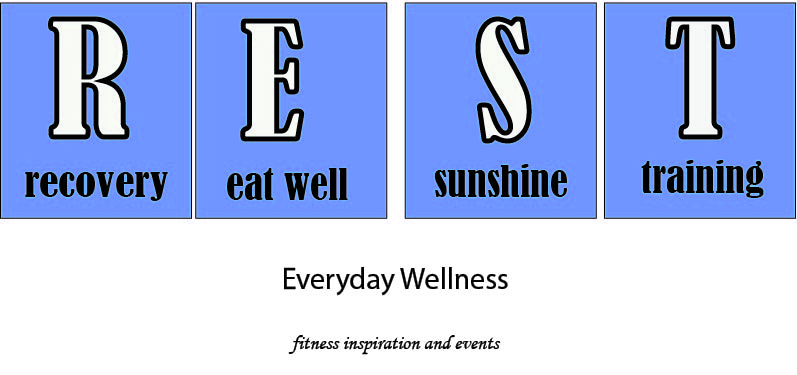 R E S T
recovery eat well sunshine training
Everyday Wellness
fitness inspiration and events